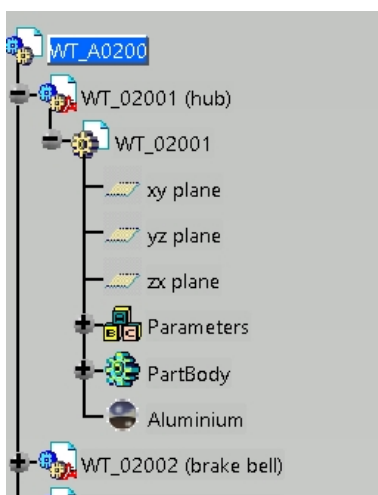 WT_A0200
WT_02001 (hub)
WT_02001
xy plane
yz plane
zx plane
Parameters
PartBody
Aluminium
WT_02002 (brake bell)